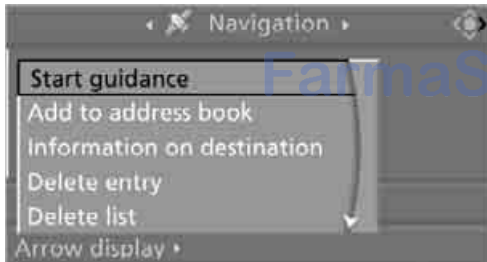 Navigation
Start guidance
Add to address book
Information on destination
Delete entry
Delete list
Arrow display